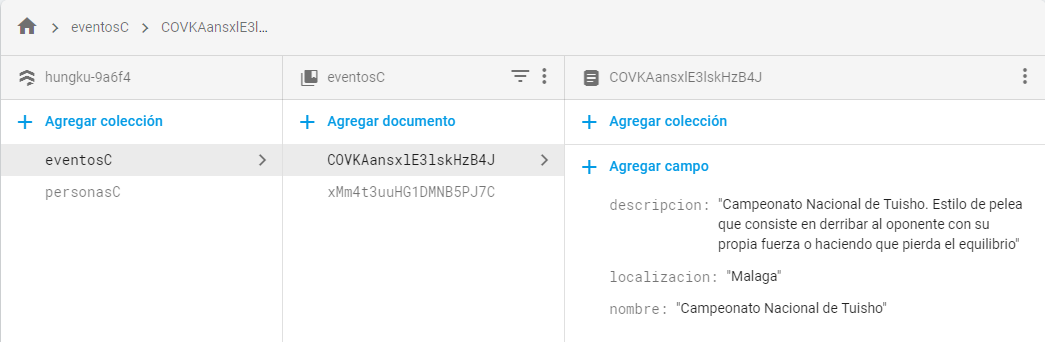 eventosC
COVKAansxlE3l...
hungku-9a6f4
eventosC
COVKAansxlE3lskHzB4J
Agregar colección
Agregar documento
Agregar colección
eventosC
personasC
COVKAansxlE3lskHzB4J
xMm4t3uuHG1DMNB5PJ7C
Agregar campo
descripcion: "Campeonato Nacional de Tuisho. Estilo de pelea
que consiste en derribar al oponente con su
propia fuerza o haciendo que pierda el equilibrio"
localizacion: "Malaga"
nombre: "Campeonato Nacional de Tuisho"